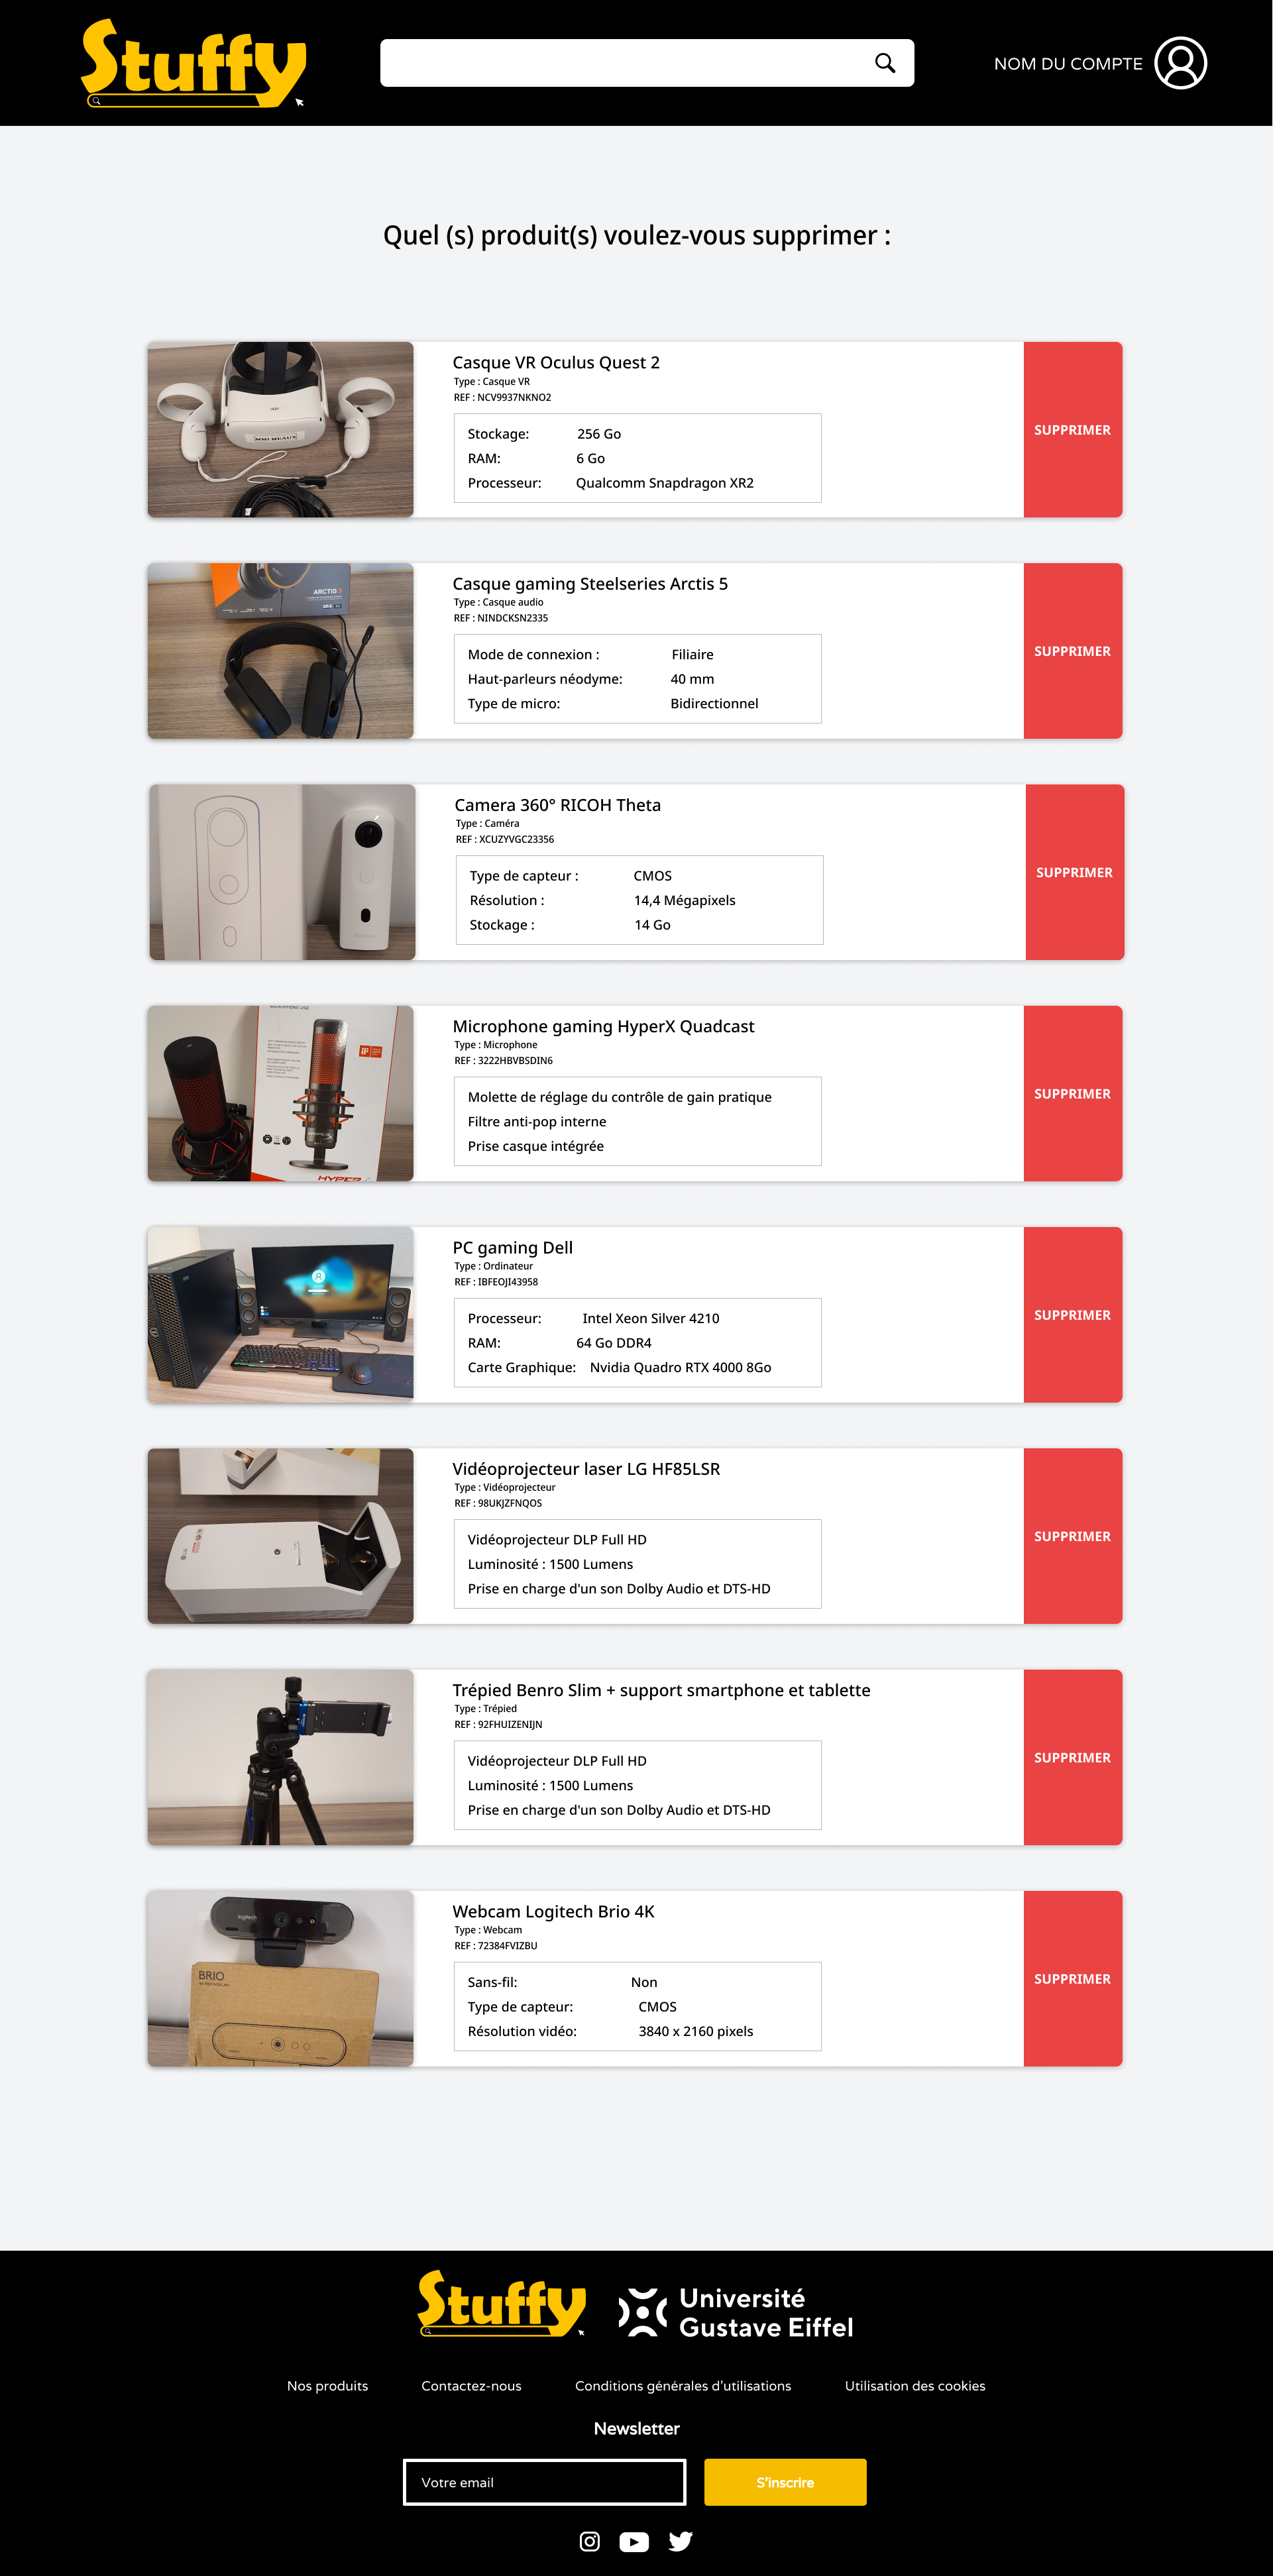 Stuffy
NOM DU COMPTE
Quel (s) produit(s) voulez-vous supprimer :
Casque VR Oculus Quest 2
Type : Casque VR
REF : NCV9937NKNO2
Stockage: 256 Go
RAM: 6 Go
Processeur: Qualcomm Snapdragon XR2
SUPPRIMER
MMI MEAUX
ARCTIS 5
Casque gaming Steelseries Arctis 5
Type : Casque audio
REF : NINDCKSN2335
Mode de connexion : Filiaire
Haut-parleurs néodyme: 40 mm
Type de micro: Bidirectionnel
SUPPRIMER
Camera 360° RICOH Theta
Type : Caméra
REF : XCUZYVGC23356
Type de capteur : CMOS
Résolution : 14,4 Mégapixels
Stockage : 14 Go
SUPPRIMER
MICROPHONE USB
HYPERX
Microphone gaming HyperX Quadcast
Type : Microphone
REF : 3222HBVBSDIN6
Molette de réglage du contrôle de gain pratique
Filtre anti-pop interne
Prise casque intégrée
SUPPRIMER
PC gaming Dell
Type : Ordinateur
REF : IBFEOJI43958
Processeur: Intel Xeon Silver 4210
RAM: 64 Go DDR4
Carte Graphique: Nvidia Quadro RTX 4000 8Go
SUPPRIMER
LG
Vidéoprojecteur laser LG HF85LSR
Type : Vidéoprojecteur
REF : 98UKJZFNQOS
Vidéoprojecteur DLP Full HD
Luminosité : 1500 Lumens
Prise en charge d'un son Dolby Audio et DTS-HD
SUPPRIMER
BENRO
Trépied Benro Slim + support smartphone et tablette
Type : Trépied
REF : 92FHUIZENIJN
Vidéoprojecteur DLP Full HD
Luminosité : 1500 Lumens
Prise en charge d'un son Dolby Audio et DTS-HD
SUPPRIMER
logitech
BRIO
Webcam Logitech Brio 4K
Type : Webcam
REF : 72384FVIZBU
Sans-fil: Non
Type de capteur: CMOS
Résolution vidéo: 3840 x 2160 pixels
SUPPRIMER
Stuffy
Université
Gustave Eiffel
Nos produits Contactez-nous Conditions générales d'utilisations Utilisation des cookies
Newsletter
Votre email
S'inscrire